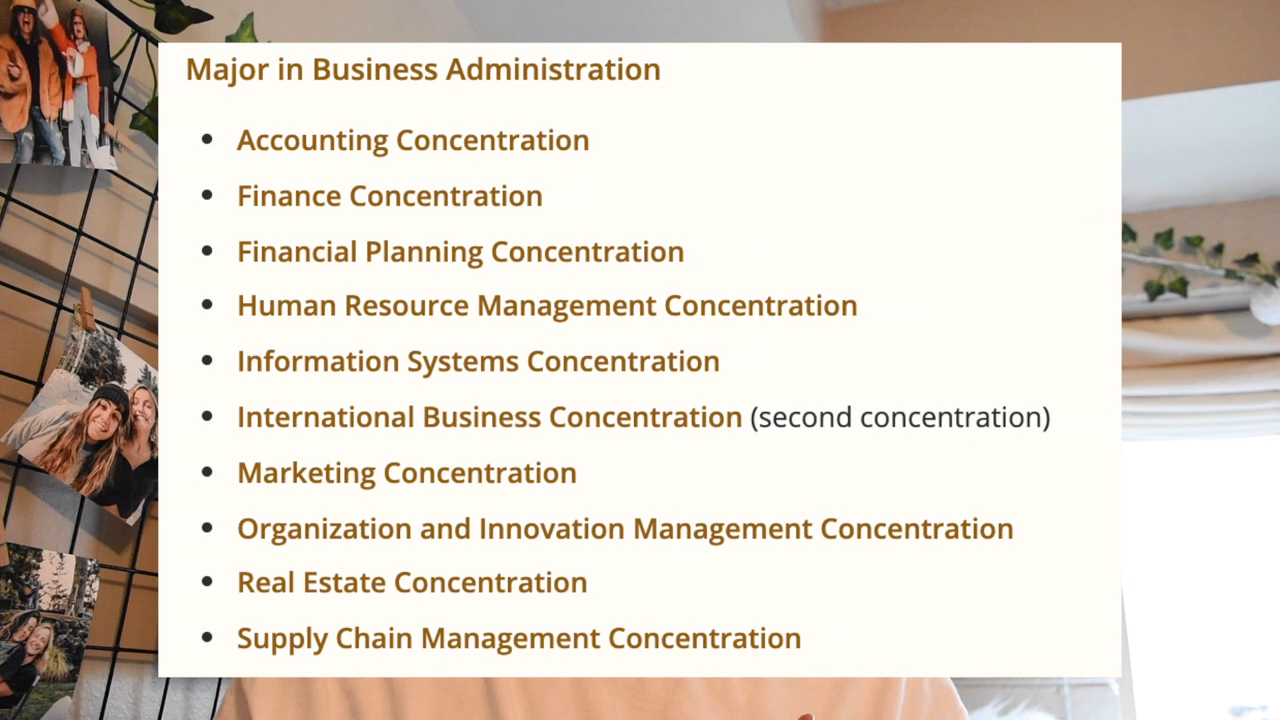 Major in Business Administration
• Accounting Concentration
• Finance Concentration
• Financial Planning Concentration
• Human Resource Management Concentration
• Information Systems Concentration
• International Business Concentration (second concentration)
• Marketing Concentration
• Organization and Innovation Management Concentration
• Real Estate Concentration
• Supply Chain Management Concentration